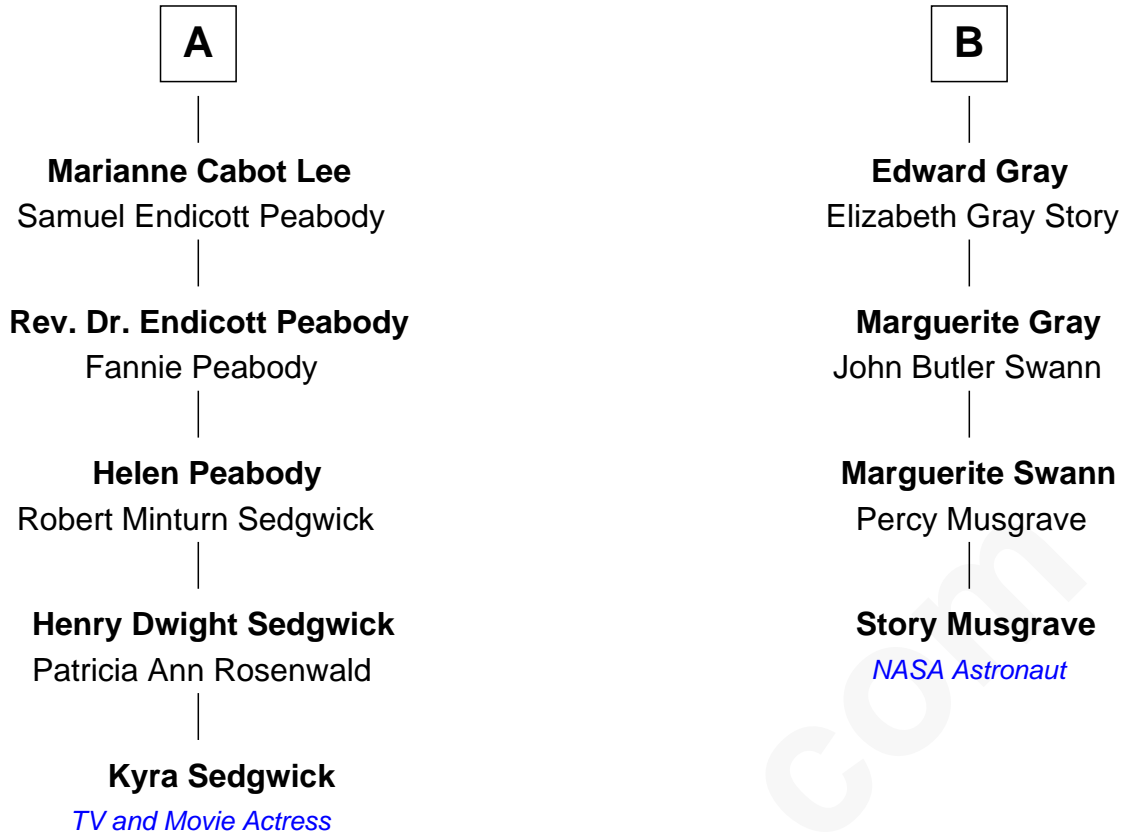 A
Marianne Cabot Lee
Samuel Endicott Peabody
Rev. Dr. Endicott Peabody
Fannie Peabody
Helen Peabody
Robert Minturn Sedgwick
Henry Dwight Sedgwick
Patricia Ann Rosenwald
Kyra Sedgwick
TV and Movie Actress
B
Edward Gray
Elizabeth Gray Story
Marguerite Gray
John Butler Swann
Marguerite Swann
Percy Musgrave
Story Musgrave
NASA Astronaut
com